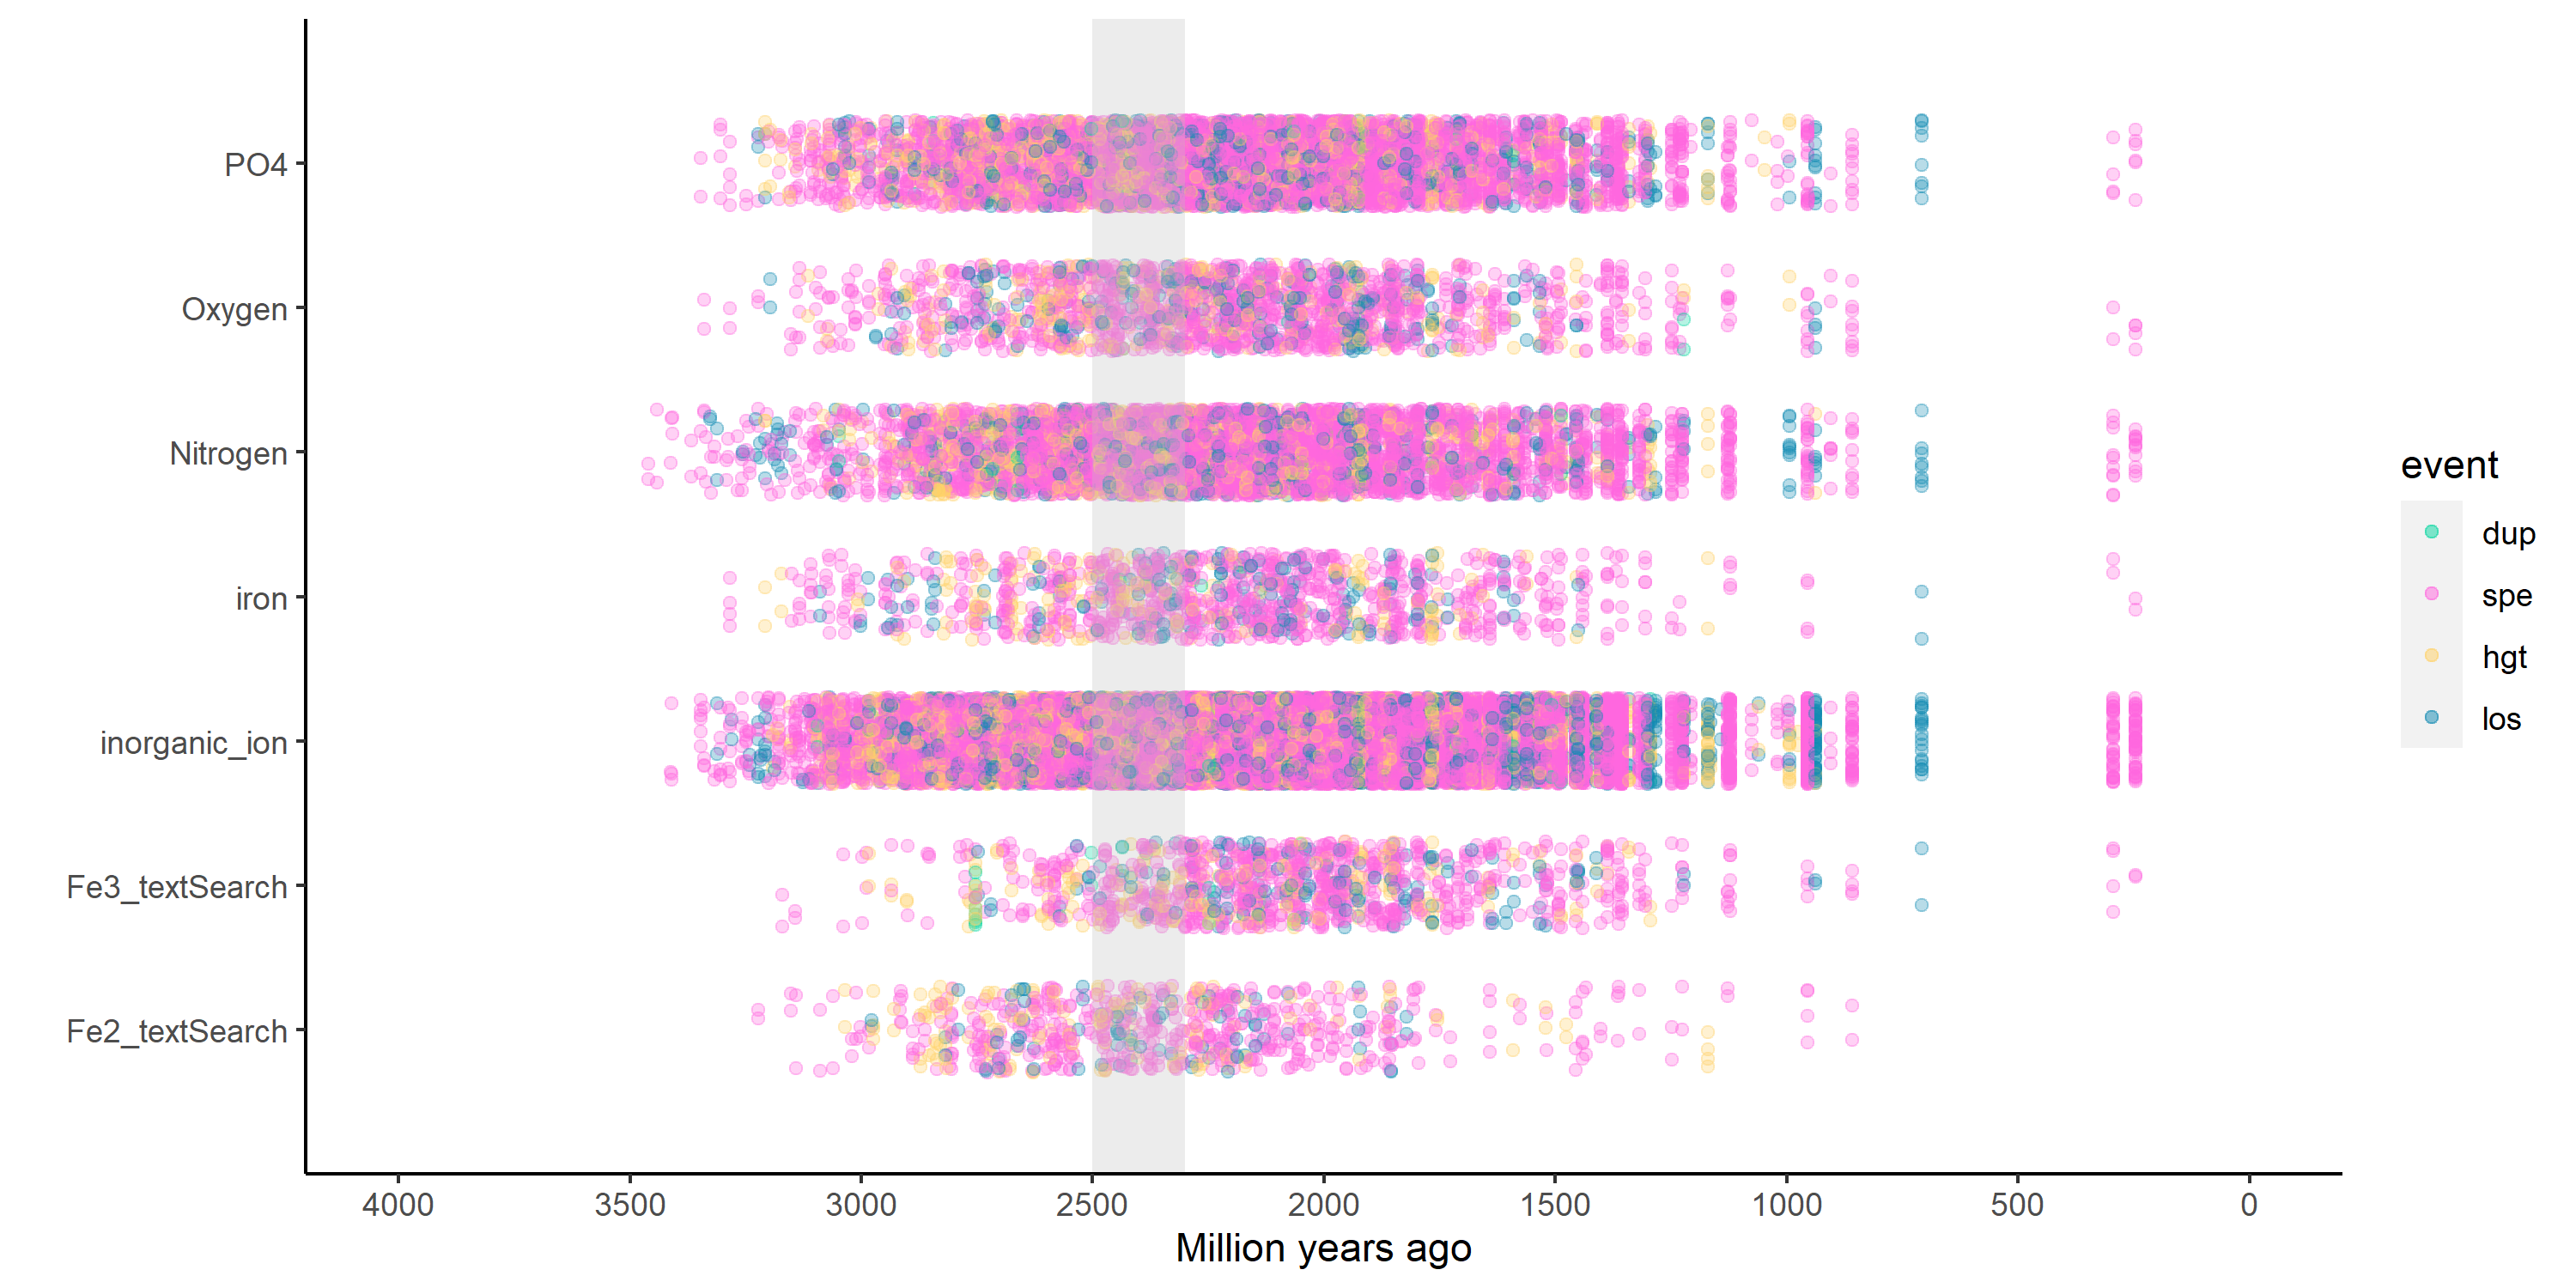 PO4
Oxygen
Nitrogen
iron
inorganic_ion
Fe3_textSearch
Fe2_textSearch
4000 3500 3000 2500 2000 1500 1000 500 0
Million years ago
event
dup
spe
hgt
los